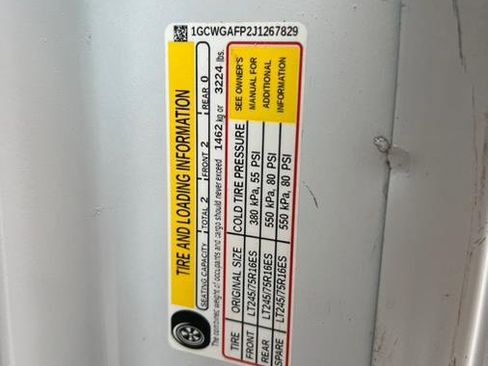 1GCWGAFP2J1267829
TIRE AND LOADING INFORMATION
SEATING CAPACITY TOTAL 2 FRONT 2 REAR 0
The combined weight of occupants and cargo should never exceed 1462 kg or 3224 lbs.
TIRE ORIGINAL SIZE COLD TIRE PRESSURE
FRONT LT245/75R16ES 380 kPa, 55 PSI
REAR LT245/75R16ES 550 kPa, 80 PSI
SPARE LT245/75R16ES 550 kPa, 80 PSI
SEE OWNER'S
MANUAL FOR
ADDITIONAL
INFORMATION